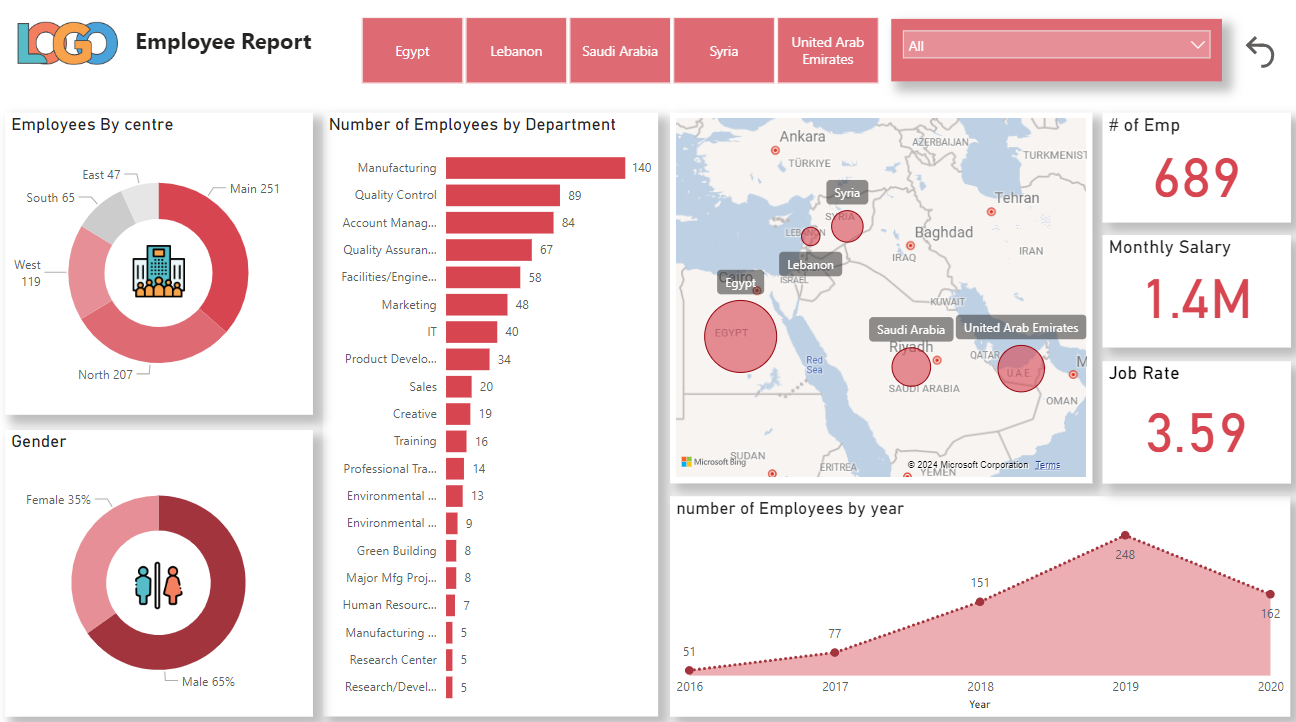 LOGO
Employee Report
Egypt
Lebanon
Saudi Arabia
Syria
United Arab
Emirates
All
Employees By centre
East 47
Main 251
South 65
West
119
North 207
Gender
Female 35%
Male 65%
Number of Employees by Department
Manufacturing 140
Quality Control 89
Account Manag... 84
Quality Assuran... 67
Facilities/Engine... 58
Marketing 48
IT 40
Product Develo... 34
Sales 20
Creative 19
Training 16
Professional Tra... 14
Environmental ... 13
Environmental ... 9
Green Building 8
Major Mfg Proj... 8
Human Resourc... 7
Manufacturing ... 5
Research Center 5
Research/Devel... 5
Ankara
AZERBAIJAN
TÜRKIYE
TURKMENIST
Syria
Tehran
SYRIA
LEBANON
Baghdad
IRAQ
IRAN
Lebanon
ISRAEL
Cairo
Egypt
KUWAIT
EGYPT
Saudi Arabia
United Arab Emirates
Riyadh
Red
Sea
QATAR
U.A.E.
M
SAUDI ARABIA
OMAN
SUDAN
Microsoft Bing
ERITREA
YEMEN
© 2024 Microsoft Corporation Terms
# of Emp
689
Monthly Salary
1.4M
Job Rate
3.59
number of Employees by year
51
77
151
248
162
2016 2017 2018 2019 2020
Year